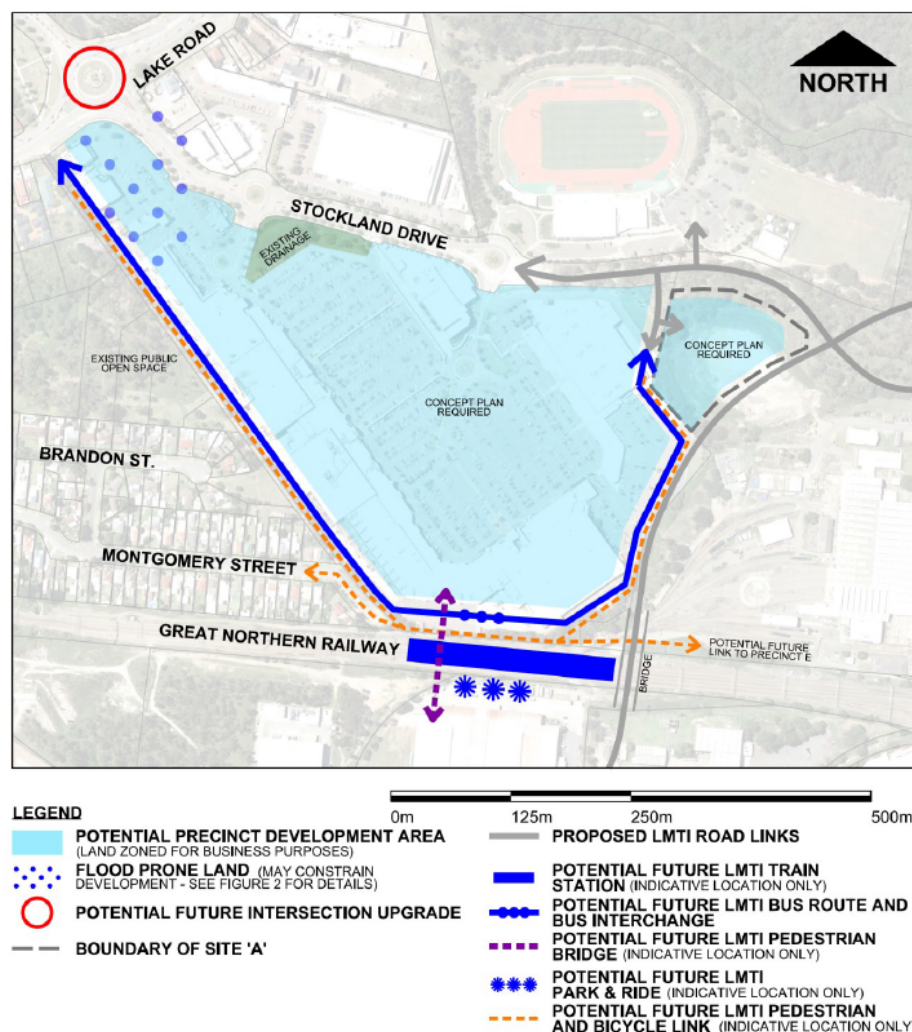 LAKE ROAD
NORTH
STOCKLAND DRIVE
EXISTING
DRAINAGE
CONCEPT PLAN
REQUIRED
EXISTING PUBLIC
OPEN SPACE
CONCEPT PLAN
REQUIRED
BRANDON ST.
MONTGOMERY STREET
GREAT NORTHERN RAILWAY
POTENTIAL FUTURE
LINK TO PRECINCT E
BRIDGE
LEGEND
POTENTIAL PRECINCT DEVELOPMENT AREA
(LAND ZONED FOR BUSINESS PURPOSES)
FLOOD PRONE LAND (MAY CONSTRAIN
DEVELOPMENT - SEE FIGURE 2 FOR DETAILS)
POTENTIAL FUTURE INTERSECTION UPGRADE
BOUNDARY OF SITE 'A'
0m 125m 250m 500m
PROPOSED LMTI ROAD LINKS
POTENTIAL FUTURE LMTI TRAIN
STATION (INDICATIVE LOCATION ONLY)
POTENTIAL FUTURE LMTI BUS ROUTE AND
BUS INTERCHANGE
POTENTIAL FUTURE LMTI PEDESTRIAN
BRIDGE (INDICATIVE LOCATION ONLY)
POTENTIAL FUTURE LMTI
PARK & RIDE (INDICATIVE LOCATION ONLY)
POTENTIAL FUTURE LMTI PEDESTRIAN
AND BICYCLE LINK (INDICATIVE LOCATION ONLY